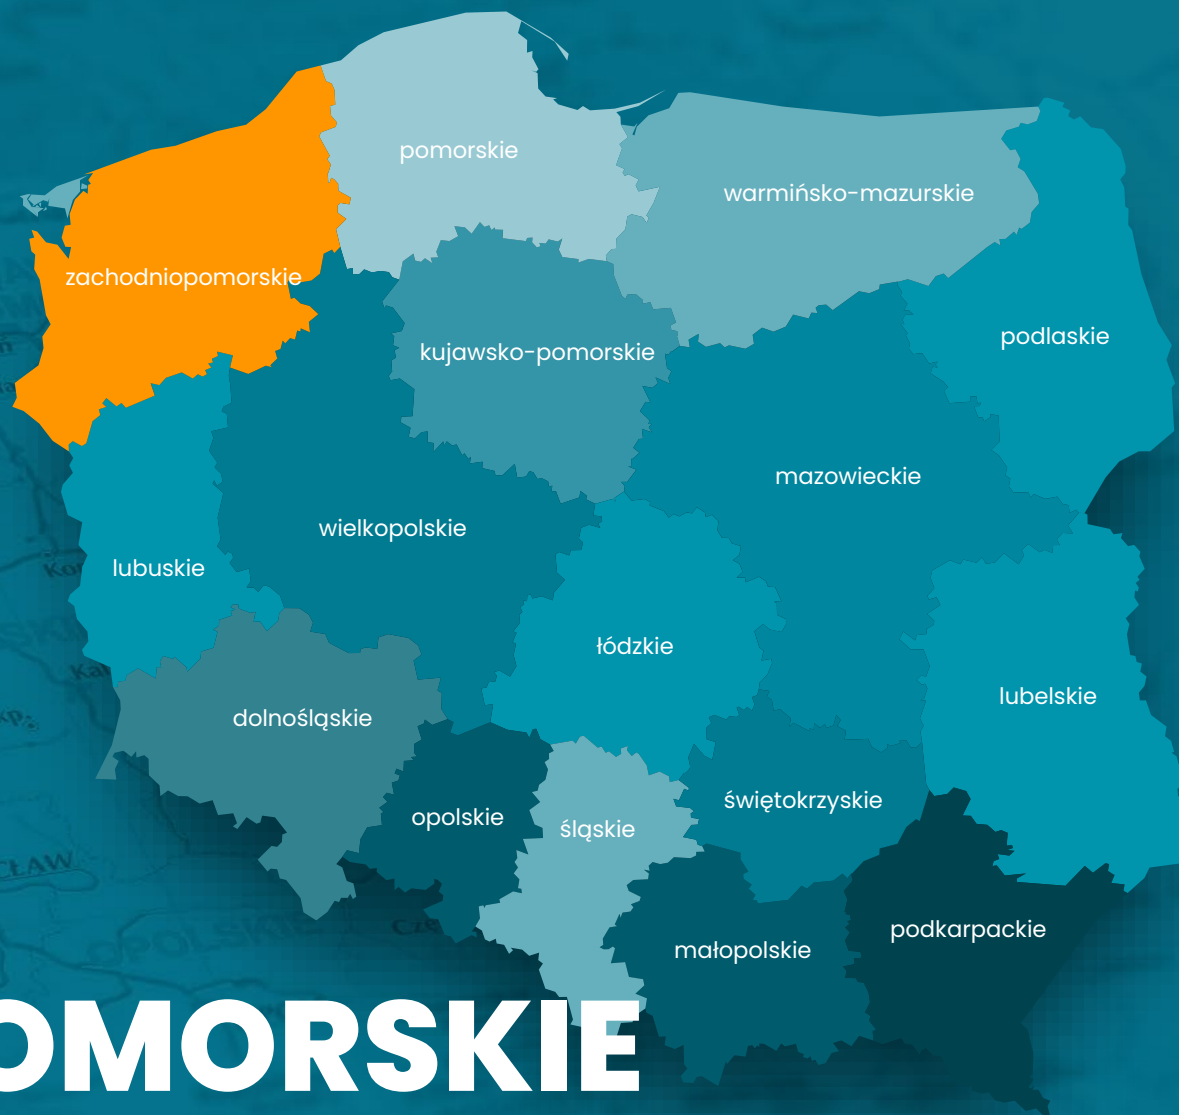 pomorskie
warmińsko-mazurskie
zachodniopomorskie
podlaskie
kujawsko-pomorskie
mazowieckie
wielkopolskie
lubuskie
łódzkie
lubelskie
dolnośląskie
świętokrzyskie
opolskie
śląskie
podkarpackie
małopolskie
OPOLSKIE
OMORSKIE